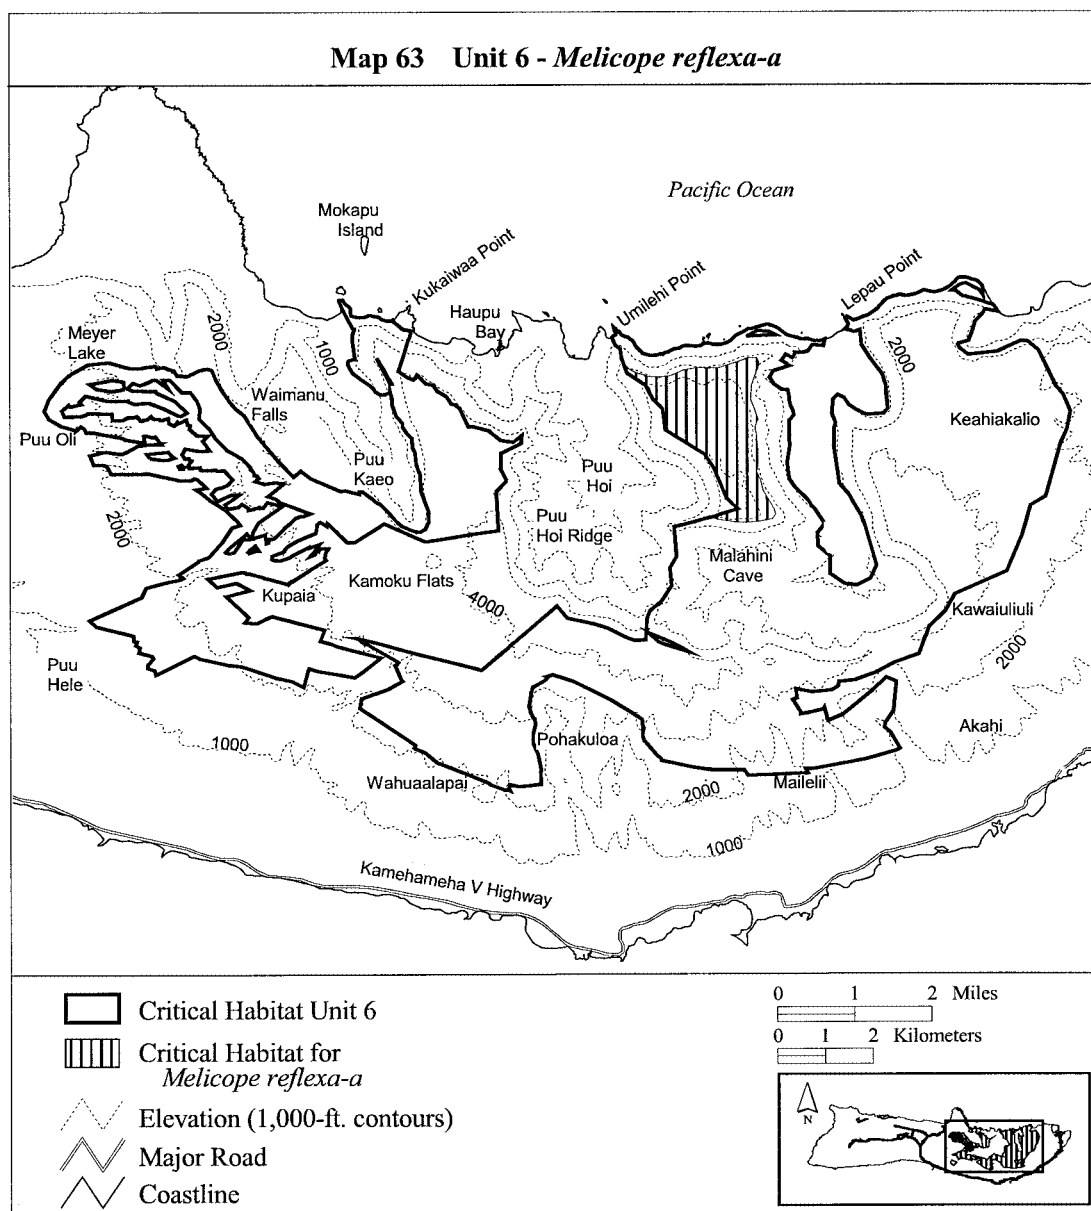 Map 63 Unit 6 - Melicope reflexa-a
Pacific Ocean
Mokapu
Island
Kukaiwaa Point
Haupu
Bay
Umilehi Point
Lepau Point
Meyer
Lake
2000
1000
2000
Waimanu
Falls
Keahiakalio
Puu Oli
Puu
Kaeo
Puu
Hoi
Puu
Hoi Ridge
2000
Malahini
Cave
Kamoku Flats
Kupaia
4000
Kawaiuliuli
2000
Puu
Hele
1000
Pohakuloa
Akahi
Wahuaalapai
2000
Mailelii
1000
Kamehameha V Highway
Critical Habitat Unit 6
Critical Habitat for
Melicope reflexa-a
Elevation (1,000-ft. contours)
Major Road
Coastline
0 1 2 Miles
0 1 2 Kilometers
N